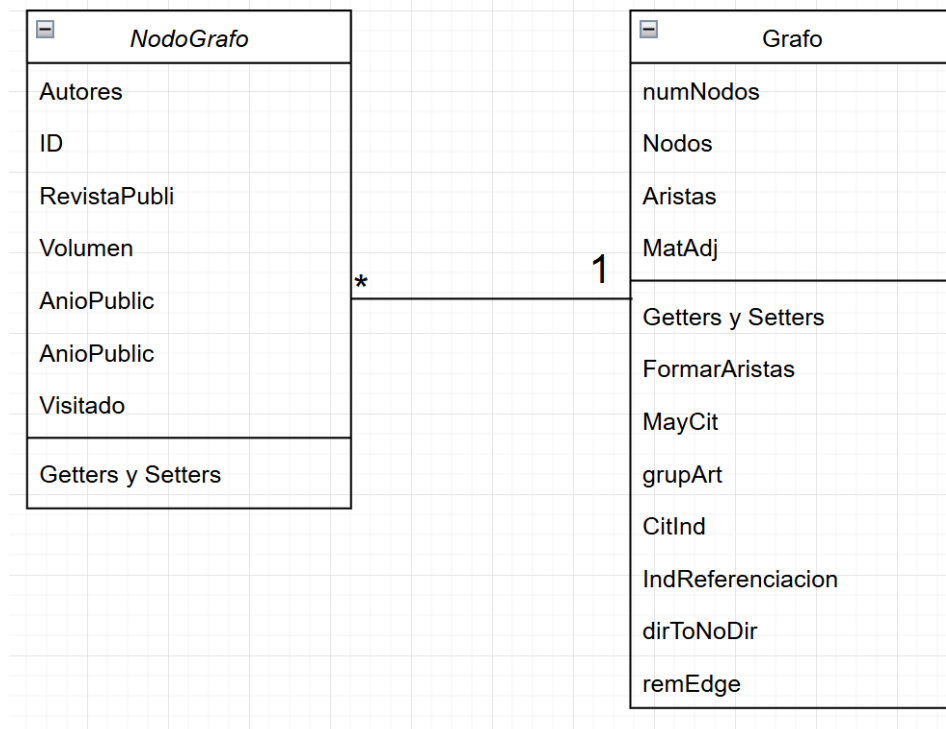 NodoGrafo
Autores
ID
RevistaPubli
Volumen
AnioPublic
AnioPublic
Visitado
Getters y Setters
*
1
Grafo
numNodos
Nodos
Aristas
MatAdj
Getters y Setters
FormarAristas
MayCit
grupArt
CitInd
IndReferenciacion
dirToNoDir
remEdge